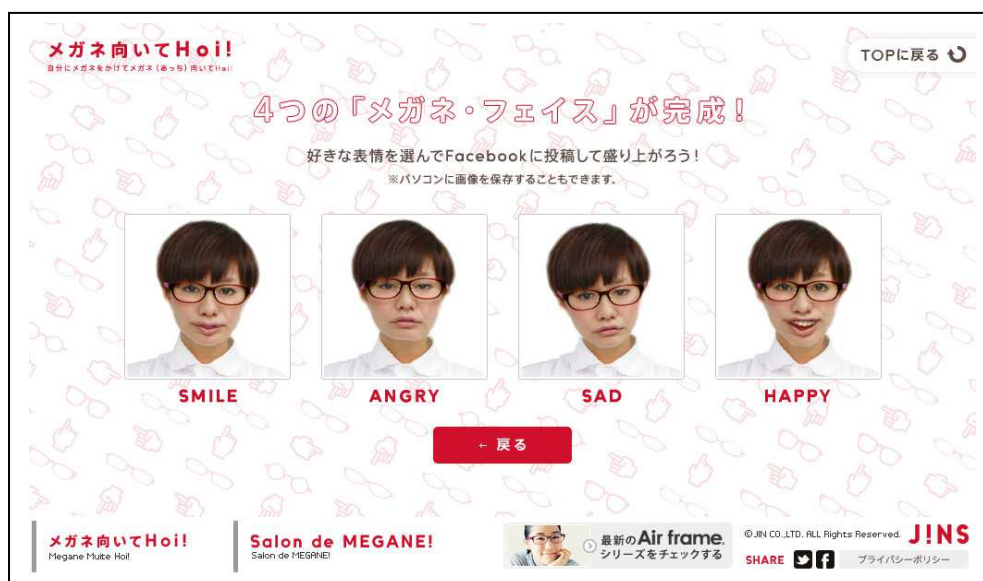 メガネ向いてHoi!
自分にメガネをかけてメガネ(あっち)向いてHoi!
TOPに戻る
4つの「メガネ・フェイス」が完成!
好きな表情を選んでFacebookに投稿して盛り上がろう!
※パソコンに画像を保存することもできます。
SMILE
ANGRY
SAD
HAPPY
← 戻る
メガネ向いてHoi!
Megane Muite Hoi!
Salon de MEGANE!
Salon de MEGANE!
最新のAir frame.
シリーズをチェックする
©JIN CO.,LTD. ALL Rights Reserved.
J!NS
SHARE
プライバシーポリシー